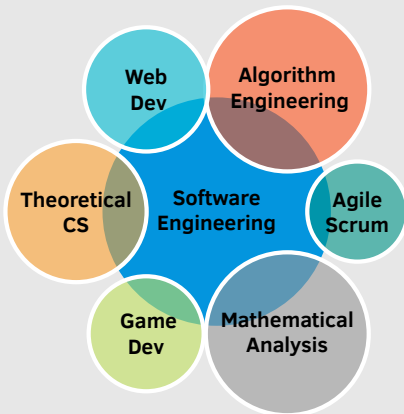 Web
Dev
Algorithm
Engineering
Theoretical
CS
Software
Engineering
Agile
Scrum
Game
Dev
Mathematical
Analysis